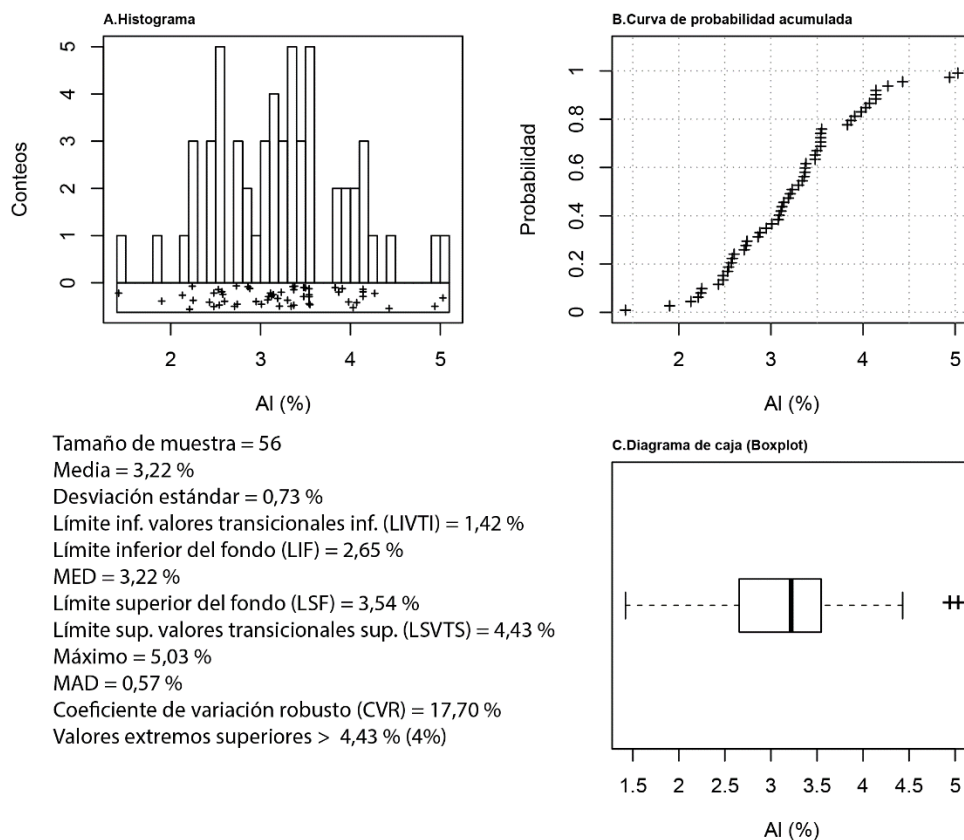 A.Histograma
Conteos
0
1
2
3
4
5
2
3
4
5
Al (%)
B.Curva de probabilidad acumulada
Probabilidad
0
0.2
0.4
0.6
0.8
1
2
3
4
5
Al (%)
Tamaño de muestra = 56
Media = 3,22 %
Desviación estándar = 0,73 %
Límite inf. valores transicionales inf. (LIVTI) = 1,42 %
Límite inferior del fondo (LIF) = 2,65 %
MED = 3,22 %
Límite superior del fondo (LSF) = 3,54 %
Límite sup. valores transicionales sup. (LSVTS) = 4,43 %
Máximo = 5,03 %
MAD = 0,57 %
Coeficiente de variación robusto (CVR) = 17,70 %
Valores extremos superiores > 4,43 % (4%)
C.Diagrama de caja (Boxplot)
1.5
2
2.5
3
3.5
4
4.5
5
Al (%)